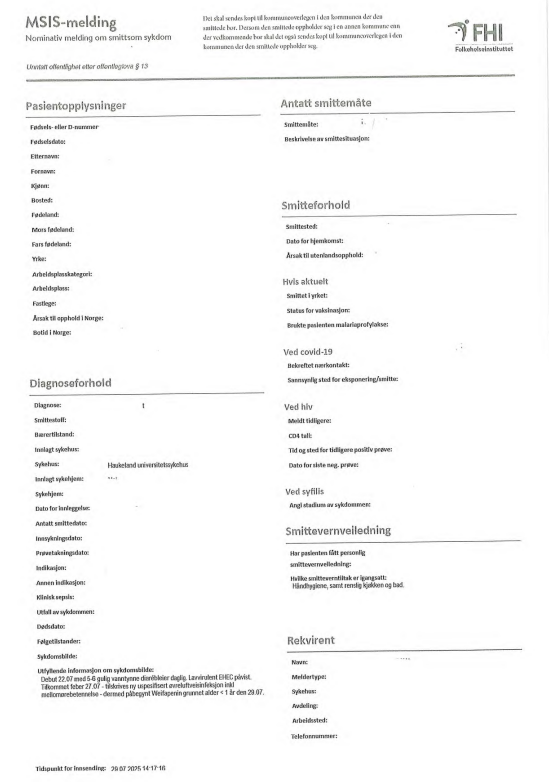 MSIS-melding
Nominativ melding om smittsom sykdom
Unntatt offentlighet etter offentleglova § 13
Det skal sendes kopi til kommuneoverlegen i den kommunen der den
smittede bor. Dersom den smittede oppholder seg i en annen kommune enn
der vedkommende bor skal det også sendes kopi til kommuneoverlegen i den
kommunen der den smittede oppholder seg.
FHI
Folkehelseinstituttet
Pasientopplysninger
Fødsels- eller D-nummer
Fødselsdato:
Etternavn:
Fornavn:
Kjønn:
Bosted:
Fødeland:
Mors fødeland:
Fars fødeland:
Yrke:
Arbeidsplasskategori:
Arbeidsplass:
Fastlege:
Årsak til opphold i Norge:
Botid i Norge:
Diagnoseforhold
Diagnose:
Smittestoff:
Bærertilstand:
Innlagt sykehus:
Sykehus: Haukeland universitetssykehus
Innlagt sykehjem:
Sykehjem:
Dato for innleggelse:
Antatt smittedato:
Innsykningsdato:
Prøvetakningsdato:
Indikasjon:
Annen indikasjon:
Klinisk sepsis:
Utfall av sykdommen:
Dødsdato:
Følgetilstander:
Sykdomsbilde:
Utfyllende informasjon om sykdomsbilde:
Debut 22.07 med 5-6 gulig vanntynne diarébleier daglig. Lavvirulent EHEC påvist.
Tilkommet feber 27.07 - tilskrives ny uspesifisert øvreluftveisinfeksjon inkl
mellomørebetennelse - dermed påbegynt Weifapenin grunnet alder < 1 år den 29.07.
Tidspunkt for innsending: 29 07 2025 14:17:16
Antatt smittemåte
Smittemåte:
Beskrivelse av smittesituasjon:
Smitteforhold
Smittested:
Dato for hjemkomst:
Årsak til utenlandsopphold:
Hvis aktuelt
Smittet i yrket:
Status for vaksinasjon:
Brukte pasienten malariaprofylakse:
Ved covid-19
Bekreftet nærkontakt:
Sannsynlig sted for eksponering/smitte:
Ved hiv
Meldt tidligere:
CD4 tall:
Tid og sted for tidligere positiv prøve:
Dato for siste neg. prøve:
Ved syfilis
Angi stadium av sykdommen:
Smittevernveiledning
Har pasienten fått personlig
smittevernveiledning:
Hvilke smitteverntiltak er igangsatt:
Håndhygiene, samt renslig kjøkken og bad.
Rekvirent
Navn:
Meldertype:
Sykehus:
Avdeling:
Arbeidssted:
Telefonnummer: